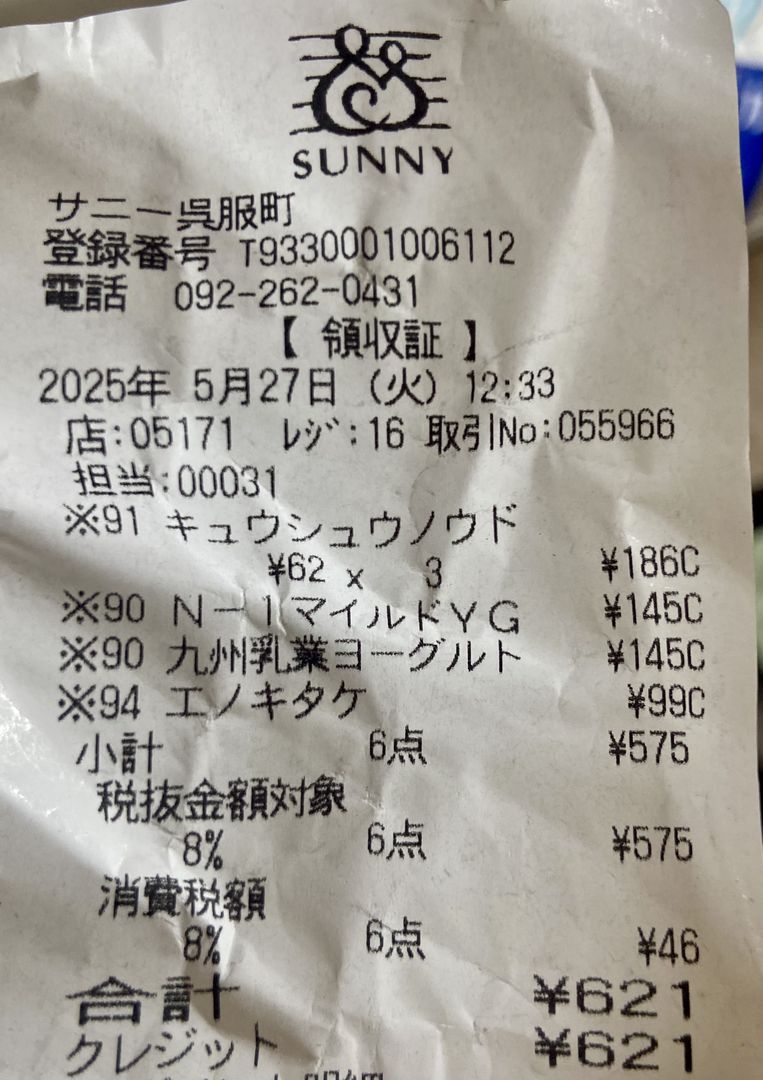 SUNNY
サニー呉服町
登録番号 T9330001006112
電話 092-262-0431
【 領収証 】
2025年 5月27日 (火) 12:33
店:05171 ﾚｼﾞ:16 取引No:055966
担当:00031
※91 キュウシュウノウド
¥62 x 3 ¥186C
※90 N-1マイルドYG ¥145C
※90 九州乳業ヨーグルト ¥145C
※94 エノキタケ ¥99C
小計 6点 ¥575
税抜金額対象
8% 6点 ¥575
消費税額
8% 6点 ¥46
合計 ¥621
クレジット ¥621